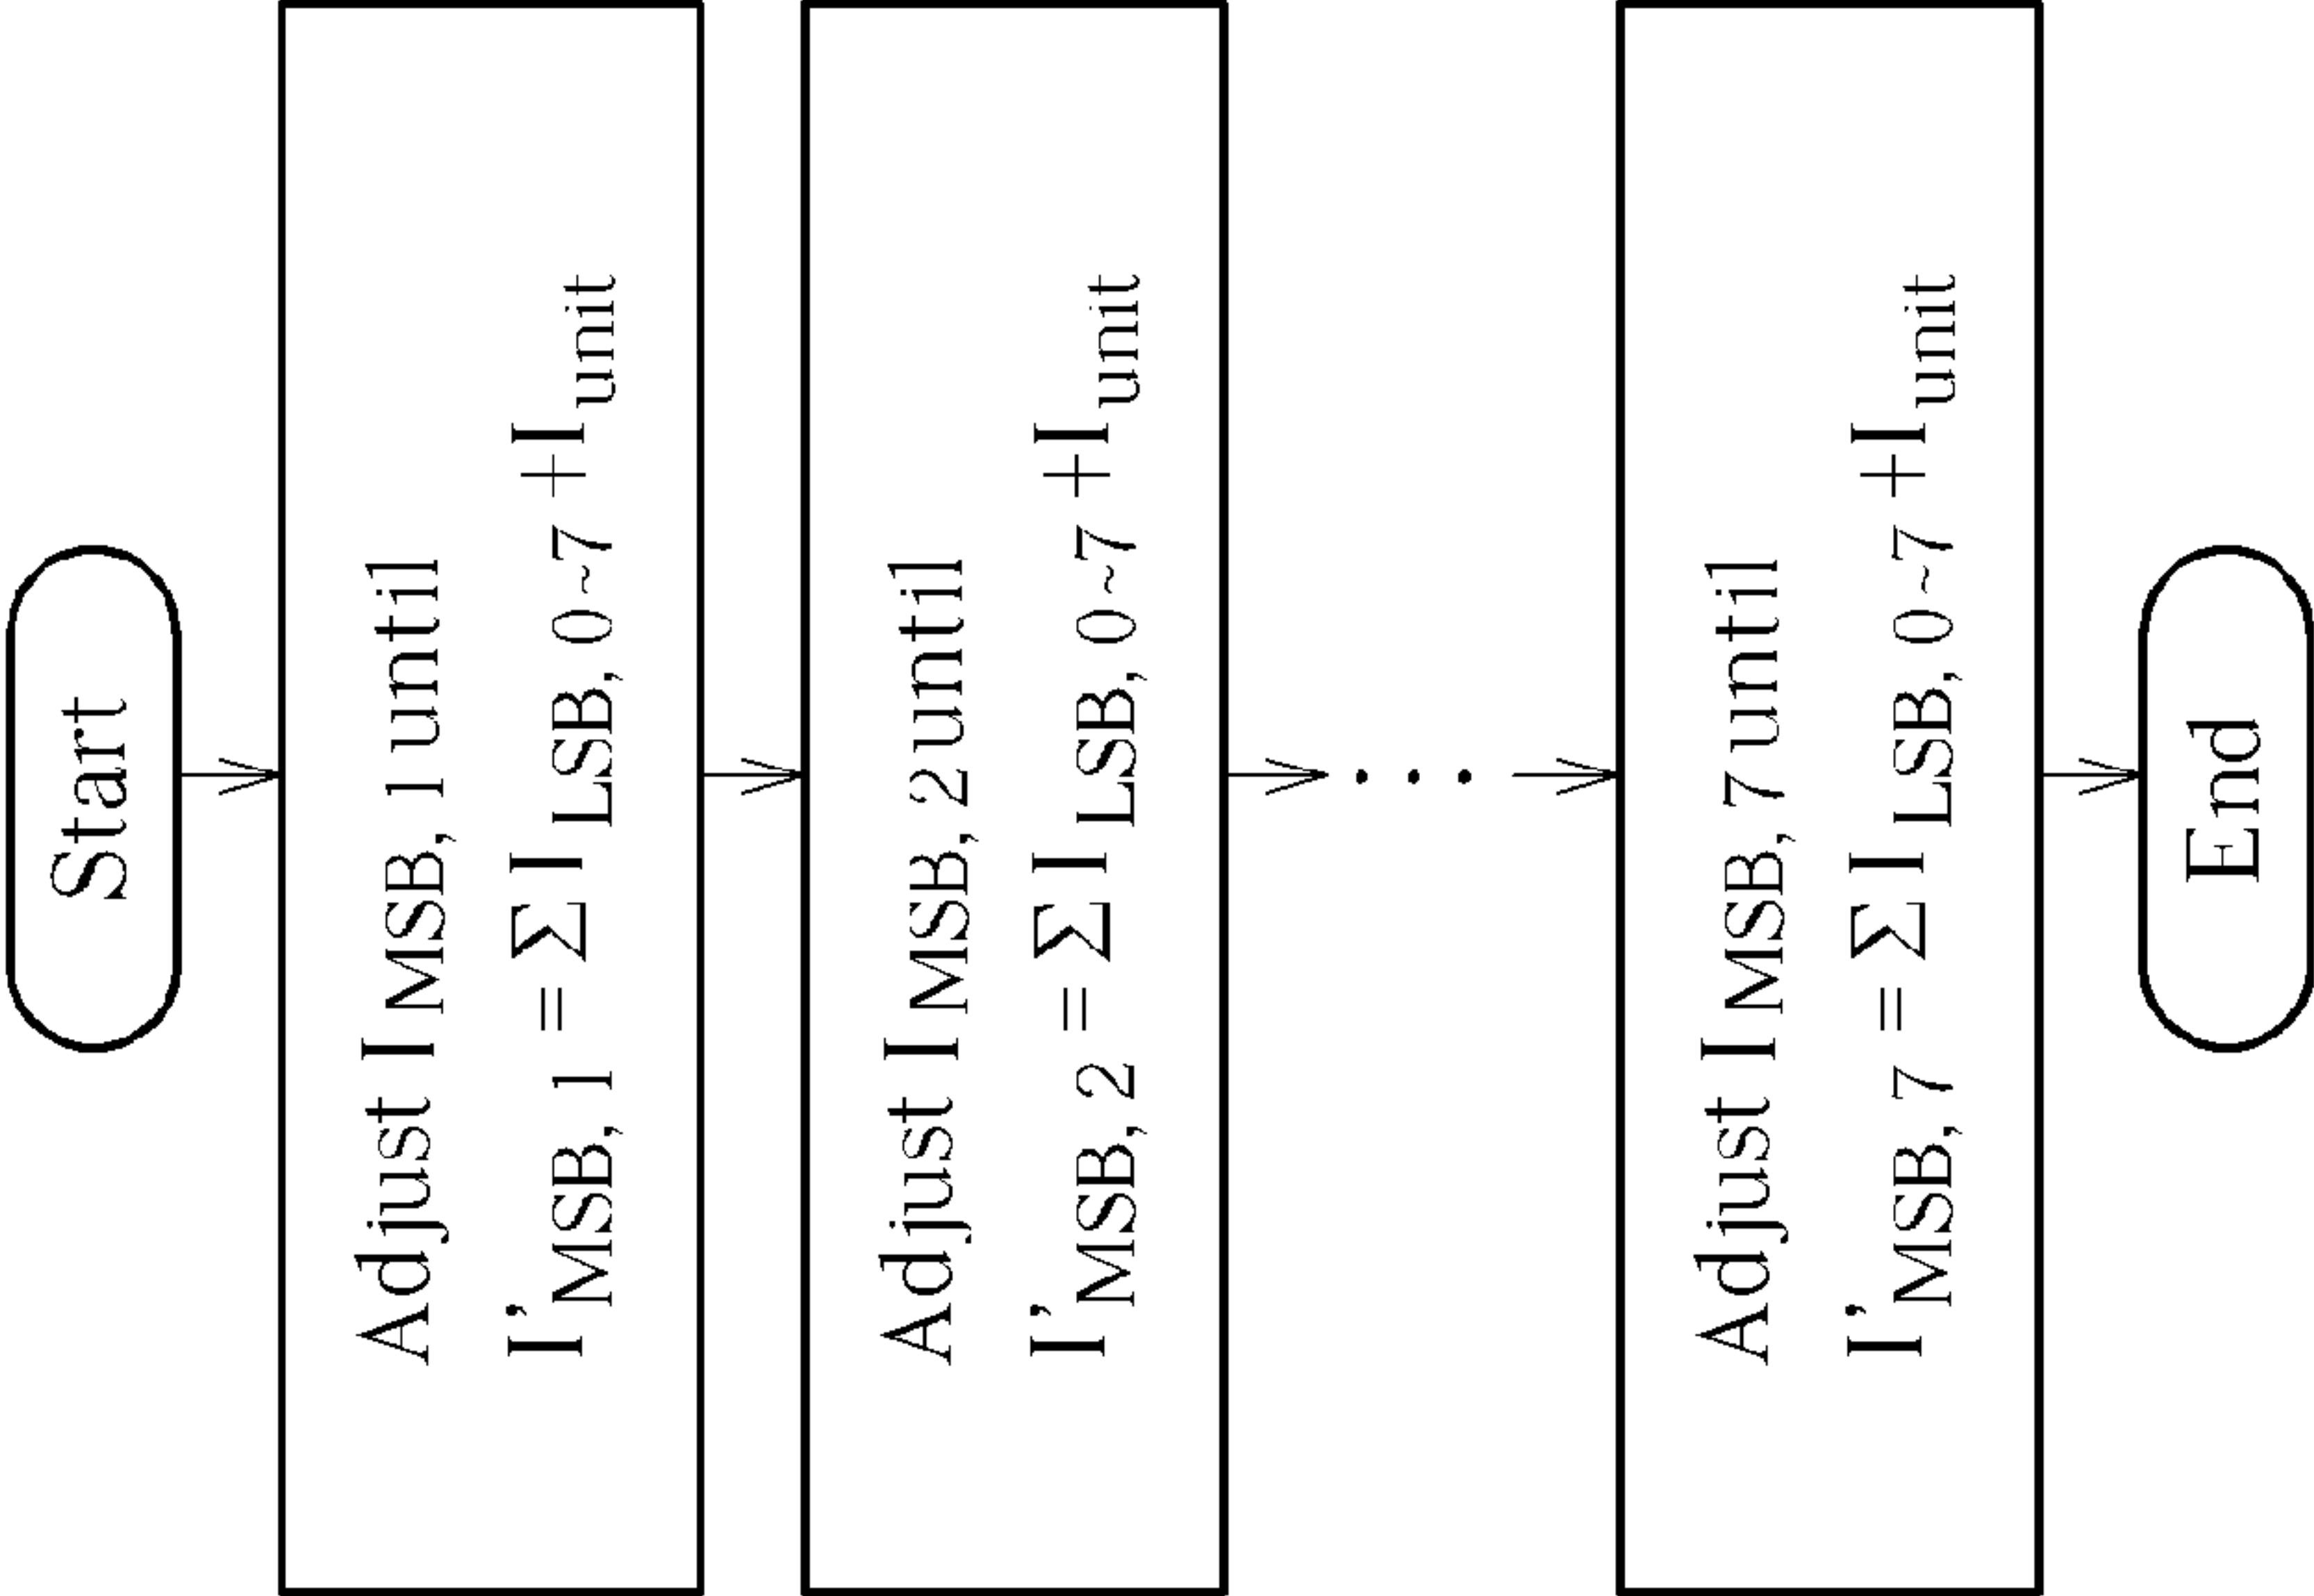 Start
Adjust I MSB, 1 until
I’MSB, 1 = Σ I LSB, 0~7 +Iunit
Adjust I MSB, 2 until
I’MSB, 2 = Σ I LSB, 0~7 +Iunit
. . .
Adjust I MSB, 7 until
I’MSB, 7 = Σ I LSB, 0~7 +Iunit
End